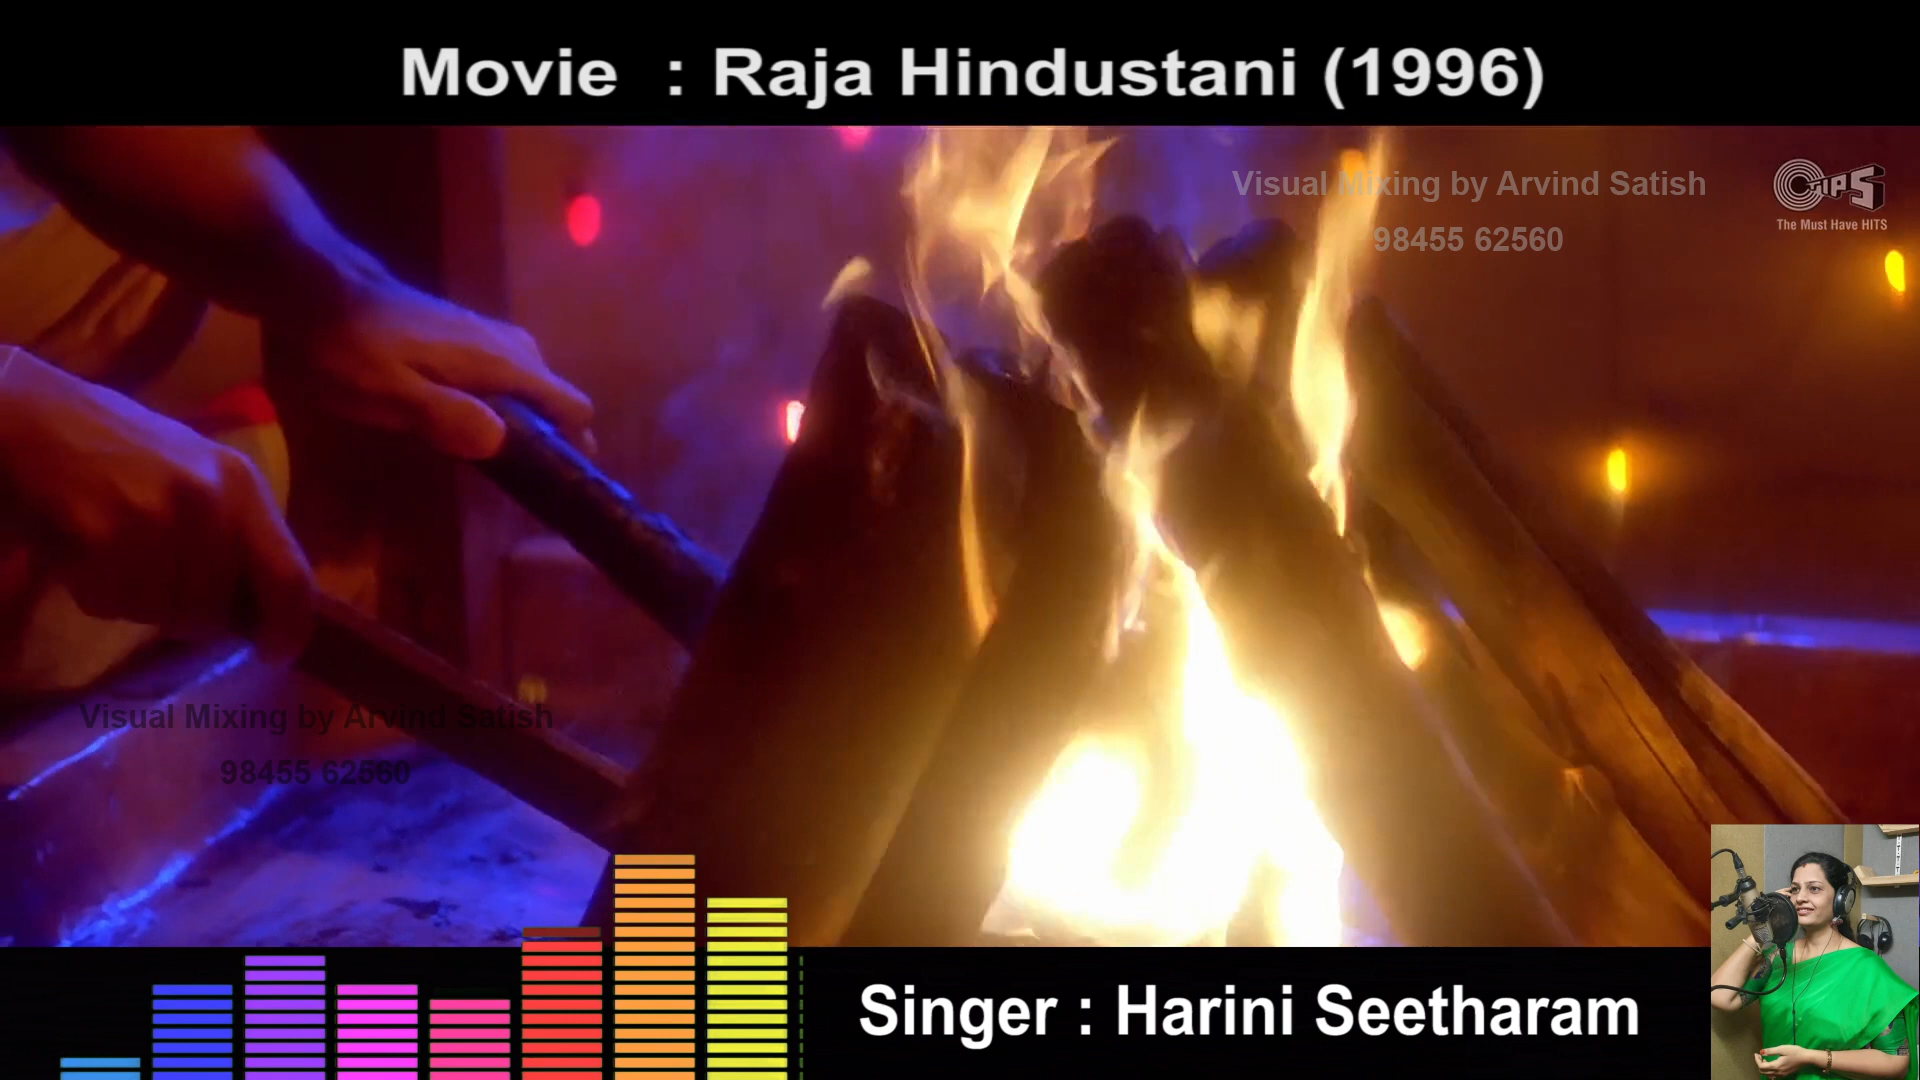 Movie : Raja Hindustani (1996)
Visual Mixing by Arvind Satish
98455 62560
TIPS
The Must Have HITS
Visual Mixing by Arvind Satish
98455 62560
Singer : Harini Seetharam